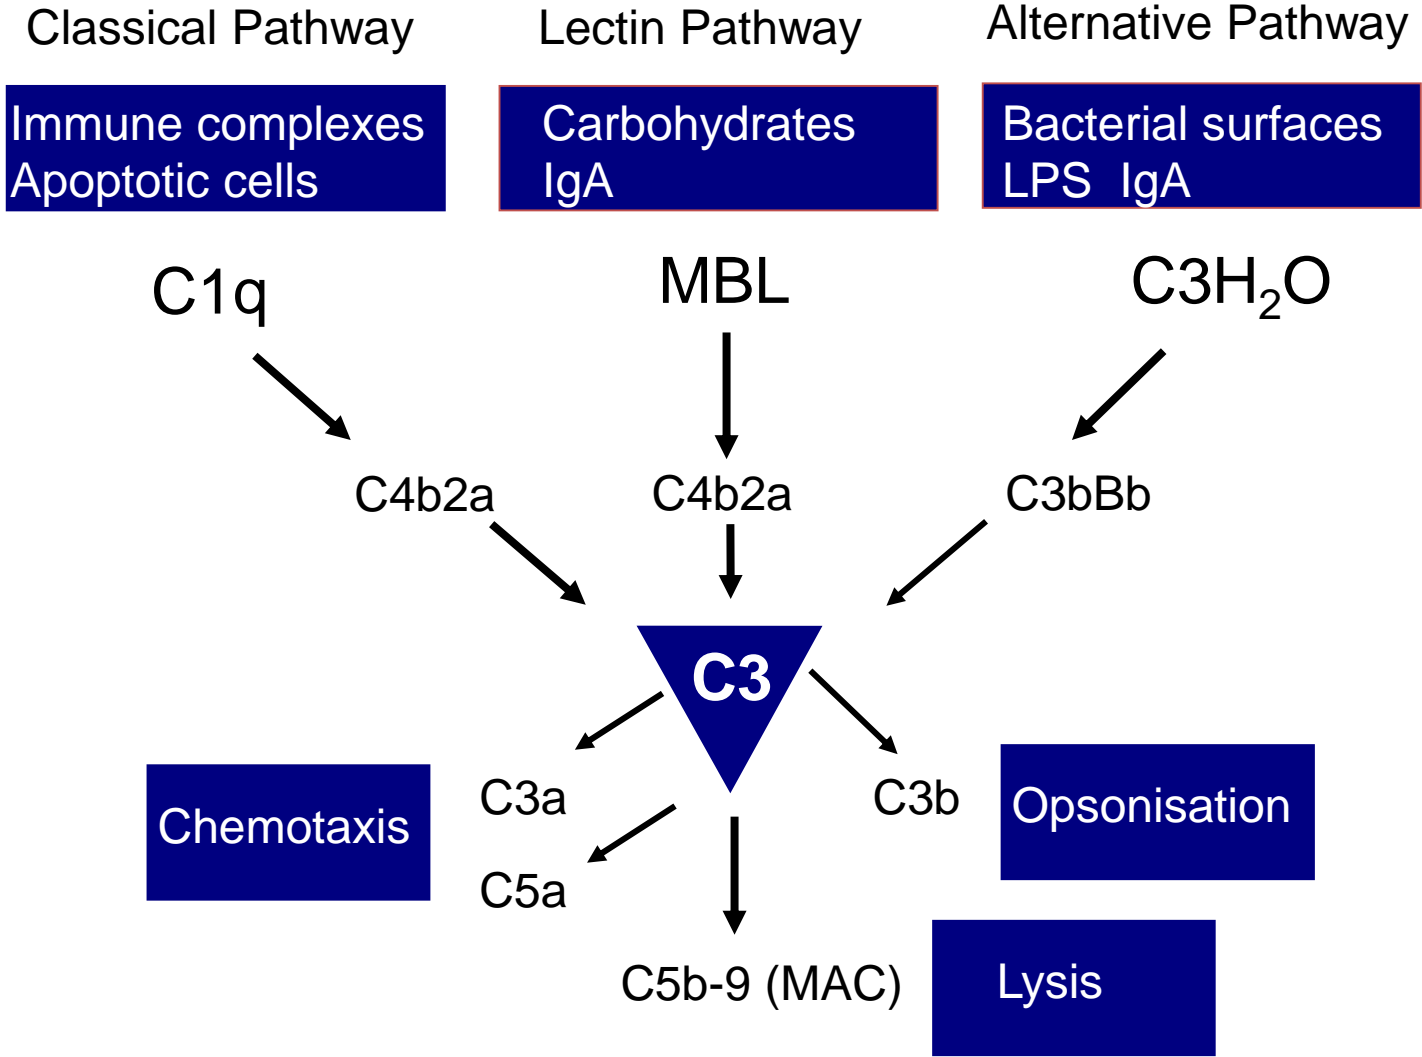 Classical Pathway
Lectin Pathway
Alternative Pathway
Immune complexes
Apoptotic cells
Carbohydrates
IgA
Bacterial surfaces
LPS IgA
C1q
MBL
C3H₂O
C4b2a
C4b2a
C3bBb
C3
C3a
C3b
Chemotaxis
Opsonisation
C5a
C5b-9 (MAC)
Lysis